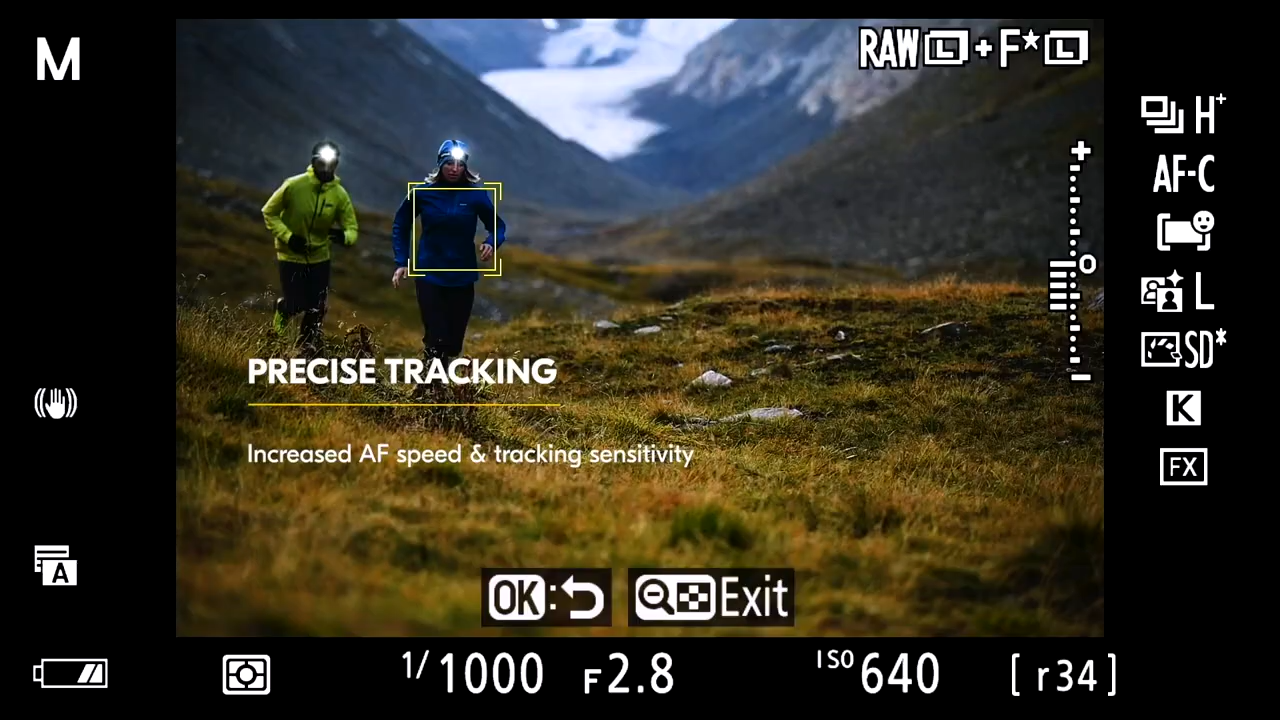 M
RAW L + F★ L
H+
AF-C
L
SD*
K
FX
PRECISE TRACKING
Increased AF speed & tracking sensitivity
A
OK: Exit
1/1000 F2.8 ISO 640 [r34]